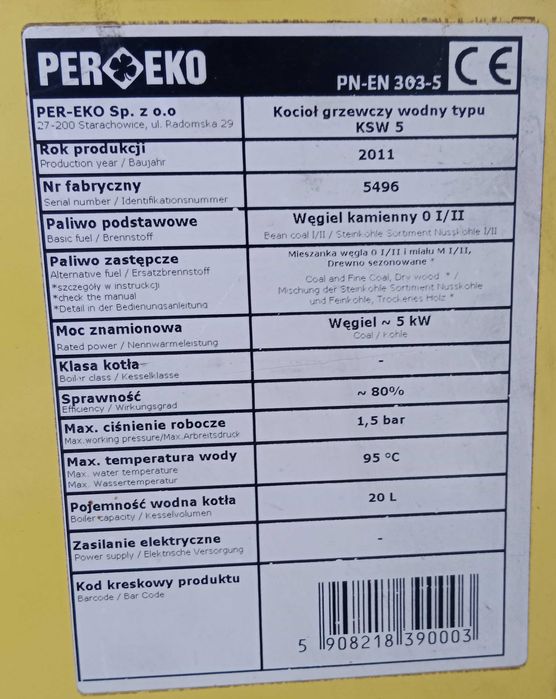 PER EKO
PN-EN 303-5 CE
PER-EKO Sp. z o.o
27-200 Starachowice, ul. Radomska 29
Kocioł grzewczy wodny typu
KSW 5
Rok produkcji
Production year / Baujahr
2011
Nr fabryczny
Serial number / Identifikationsnummer
5496
Paliwo podstawowe
Basic fuel / Brennstoff
Węgiel kamienny O I/II
Bean coal I/II / Steinkohle Sortiment Nusskohle I/II
Paliwo zastępcze
Alternative fuel / Ersatzbrennstoff
*szczegóły w instrukcji
*check the manual
*Detail in der Bedienungsanleitung
Mieszanka węgla O I/II i miału M I/II,
Drewno sezonowane *
Coal and Fine Coal, Dry wood * /
Mischung der Steinkohle Sortiment Nusskohle
und Feinkohle, Trockenes Holz *
Moc znamionowa
Rated power / Nennwärmeleistung
Węgiel ~ 5 kW
Coal / Kohle
Klasa kotła
Boiler class / Kesselklasse
-
Sprawność
Efficiency / Wirkungsgrad
~ 80%
Max. ciśnienie robocze
Max.working pressure/Max.Arbeitsdruck
1,5 bar
Max. temperatura wody
Max. water temperature
Max. Wassertemperatur
95 °C
Pojemność wodna kotła
Boiler capacity / Kesselvolumen
20 L
Zasilanie elektryczne
Power supply / Elektrische Versorgung
-
Kod kreskowy produktu
Barcode / Bar Code
5 908218 390003